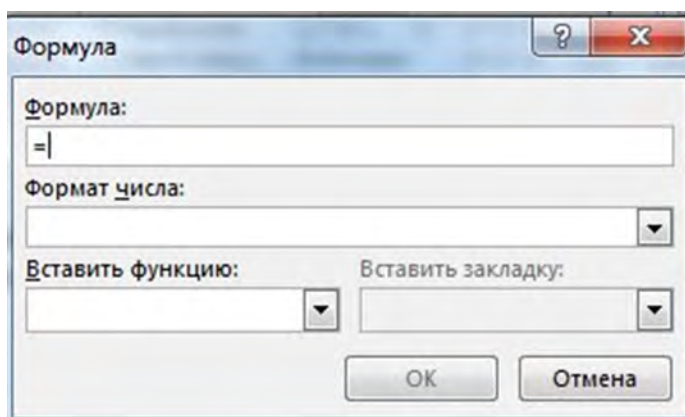 Формула
Формула:
=
Формат числа:
Вставить функцию: Вставить закладку:
ОК Отмена